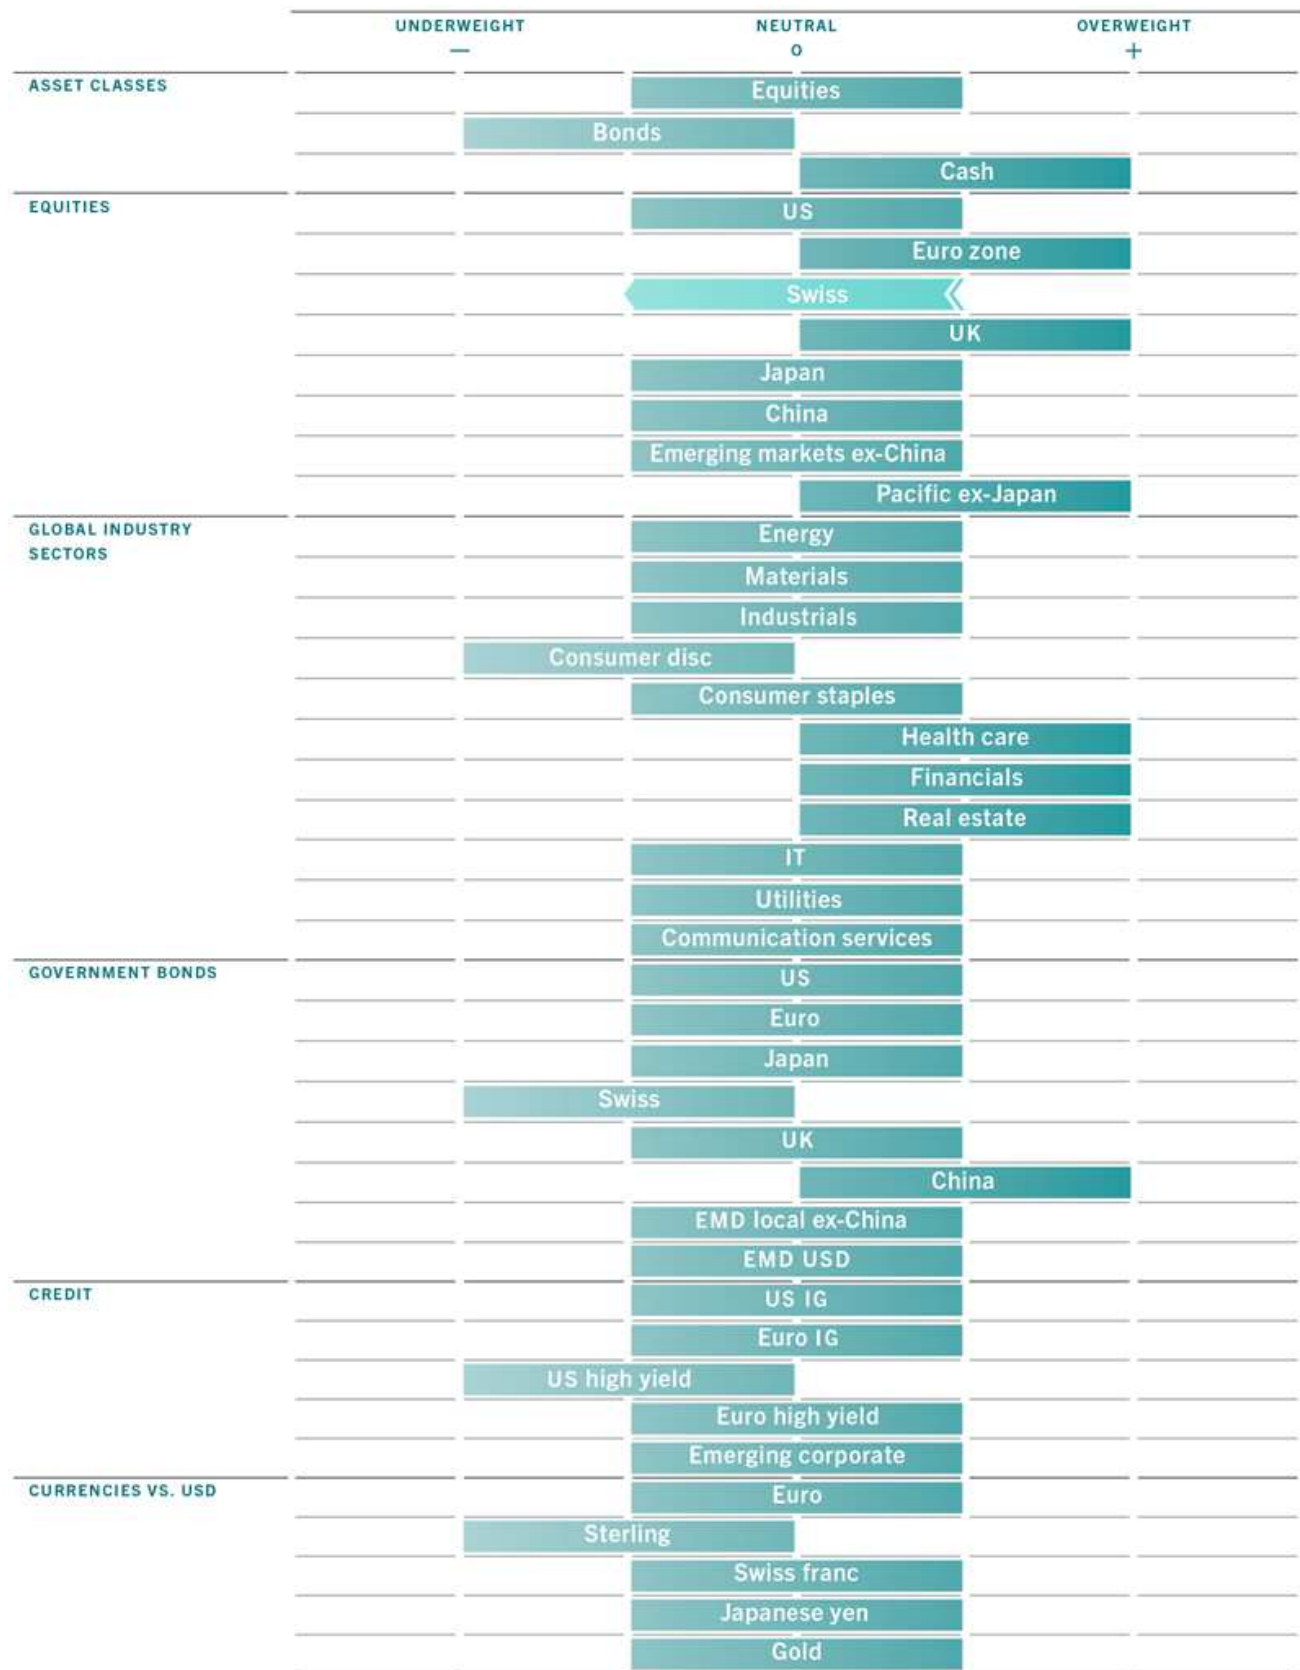 UNDERWEIGHT NEUTRAL OVERWEIGHT
— o +
ASSET CLASSES
Equities
Bonds
Cash
EQUITIES
US
Euro zone
Swiss
UK
Japan
China
Emerging markets ex-China
Pacific ex-Japan
GLOBAL INDUSTRY
SECTORS
Energy
Materials
Industrials
Consumer disc
Consumer staples
Health care
Financials
Real estate
IT
Utilities
Communication services
GOVERNMENT BONDS
US
Euro
Japan
Swiss
UK
China
EMD local ex-China
EMD USD
CREDIT
US IG
Euro IG
US high yield
Euro high yield
Emerging corporate
CURRENCIES VS. USD
Euro
Sterling
Swiss franc
Japanese yen
Gold